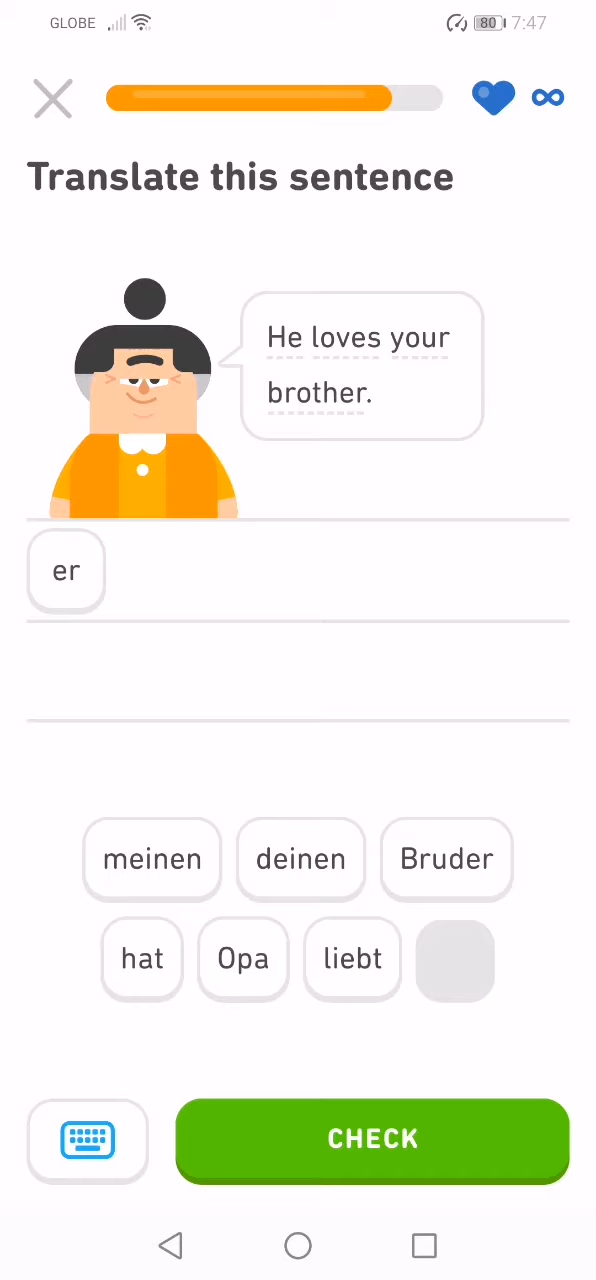 GLOBE 80 7:47
Translate this sentence
He loves your
brother.
er
meinen deinen Bruder
hat Opa liebt
CHECK